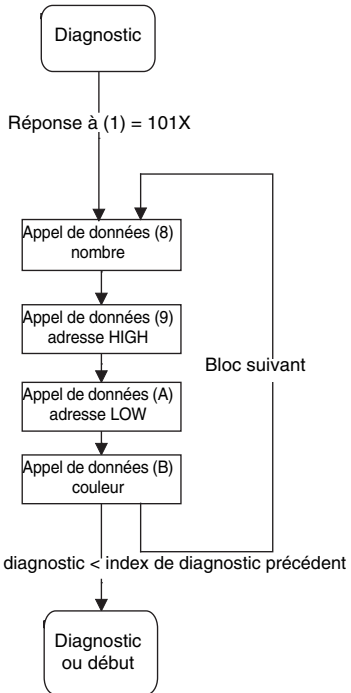 Diagnostic
Réponse à (1) = 101X
Appel de données (8)
nombre
Appel de données (9)
adresse HIGH
Bloc suivant
Appel de données (A)
adresse LOW
Appel de données (B)
couleur
diagnostic < index de diagnostic précédent
Diagnostic
ou début